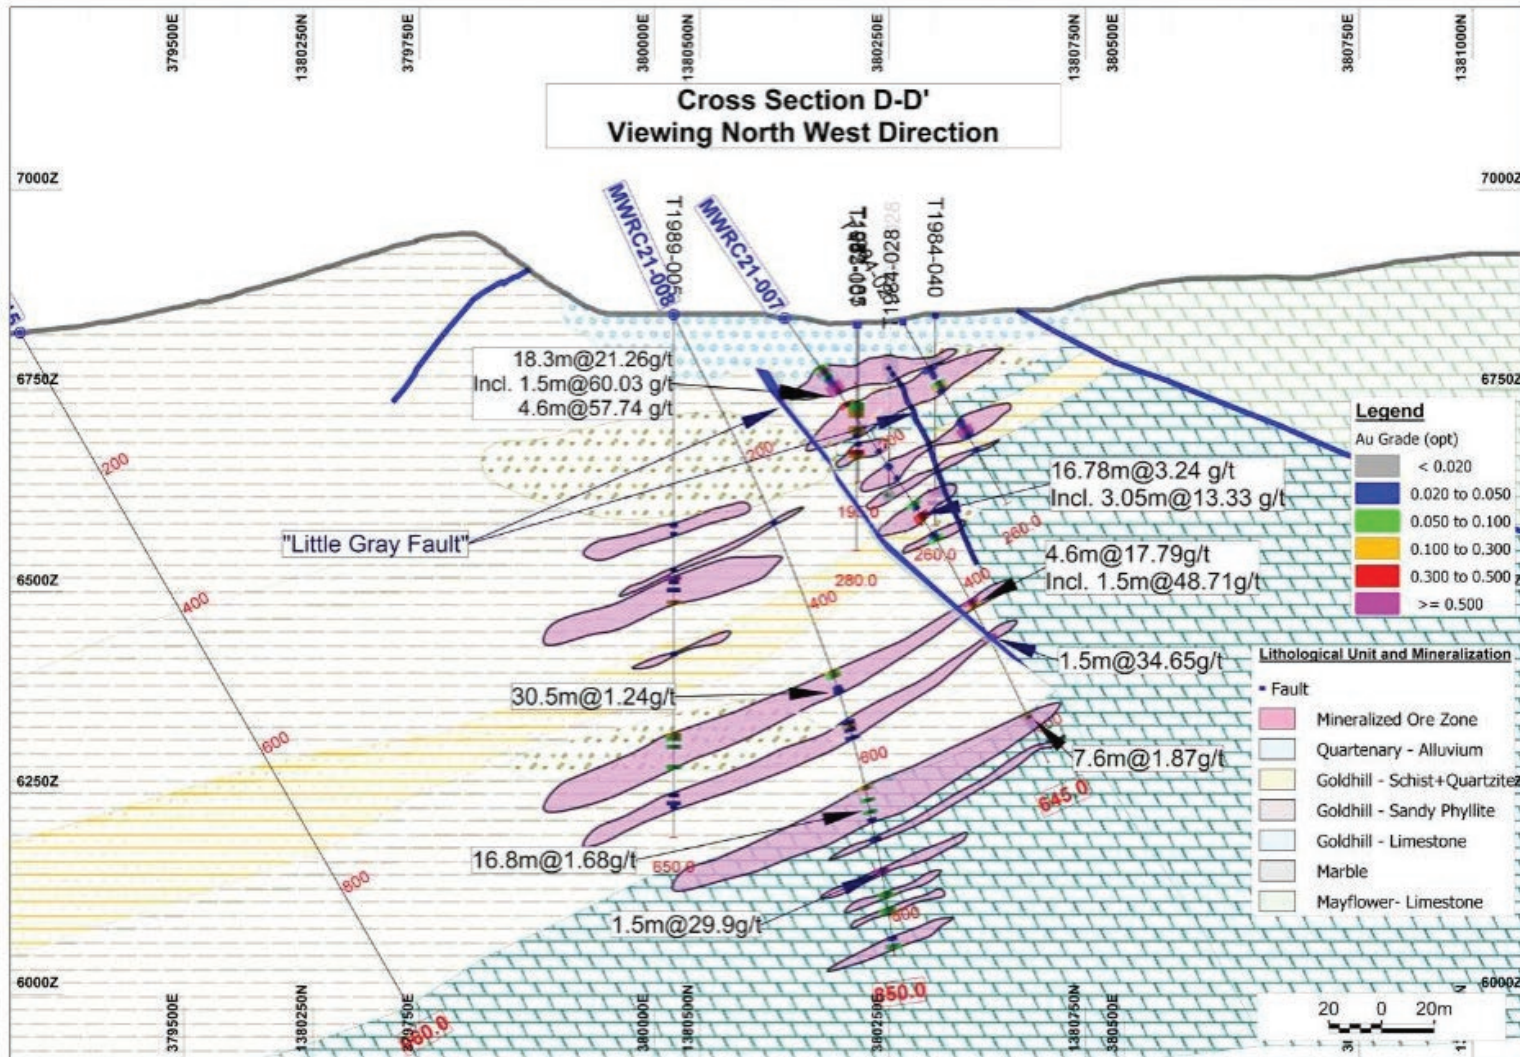 379500E
1380250N
379750E
380000E
1380500N
380250E
1380750N
380500E
380750E
1381000N
Cross Section D-D'
Viewing North West Direction
7000Z
7000Z
MWRC21-008
T1989-005
MWRC21-007
T1984-028
T1984-040
18.3m@21.26g/t
Incl. 1.5m@60.03 g/t
4.6m@57.74 g/t
6750Z
6750Z
Legend
Au Grade (opt)
< 0.020
0.020 to 0.050
0.050 to 0.100
0.100 to 0.300
0.300 to 0.500
>= 0.500
200
200
200
16.78m@3.24 g/t
Incl. 3.05m@13.33 g/t
"Little Gray Fault"
260.0
260.0
4.6m@17.79g/t
Incl. 1.5m@48.71g/t
6500Z
6500Z
280.0
400
400
400
1.5m@34.65g/t
Lithological Unit and Mineralization
Fault
Mineralized Ore Zone
Quartenary - Alluvium
Goldhill - Schist+Quartzite
Goldhill - Sandy Phyllite
Goldhill - Limestone
Marble
Mayflower- Limestone
30.5m@1.24g/t
600
600
7.6m@1.87g/t
6250Z
6250Z
645.0
16.8m@1.68g/t
650.0
800
1.5m@29.9g/t
800
850.0
6000Z
6000Z
379500E
1380250N
379750E
380000E
1380500N
380250E
1380750N
380500E
20 0 20m